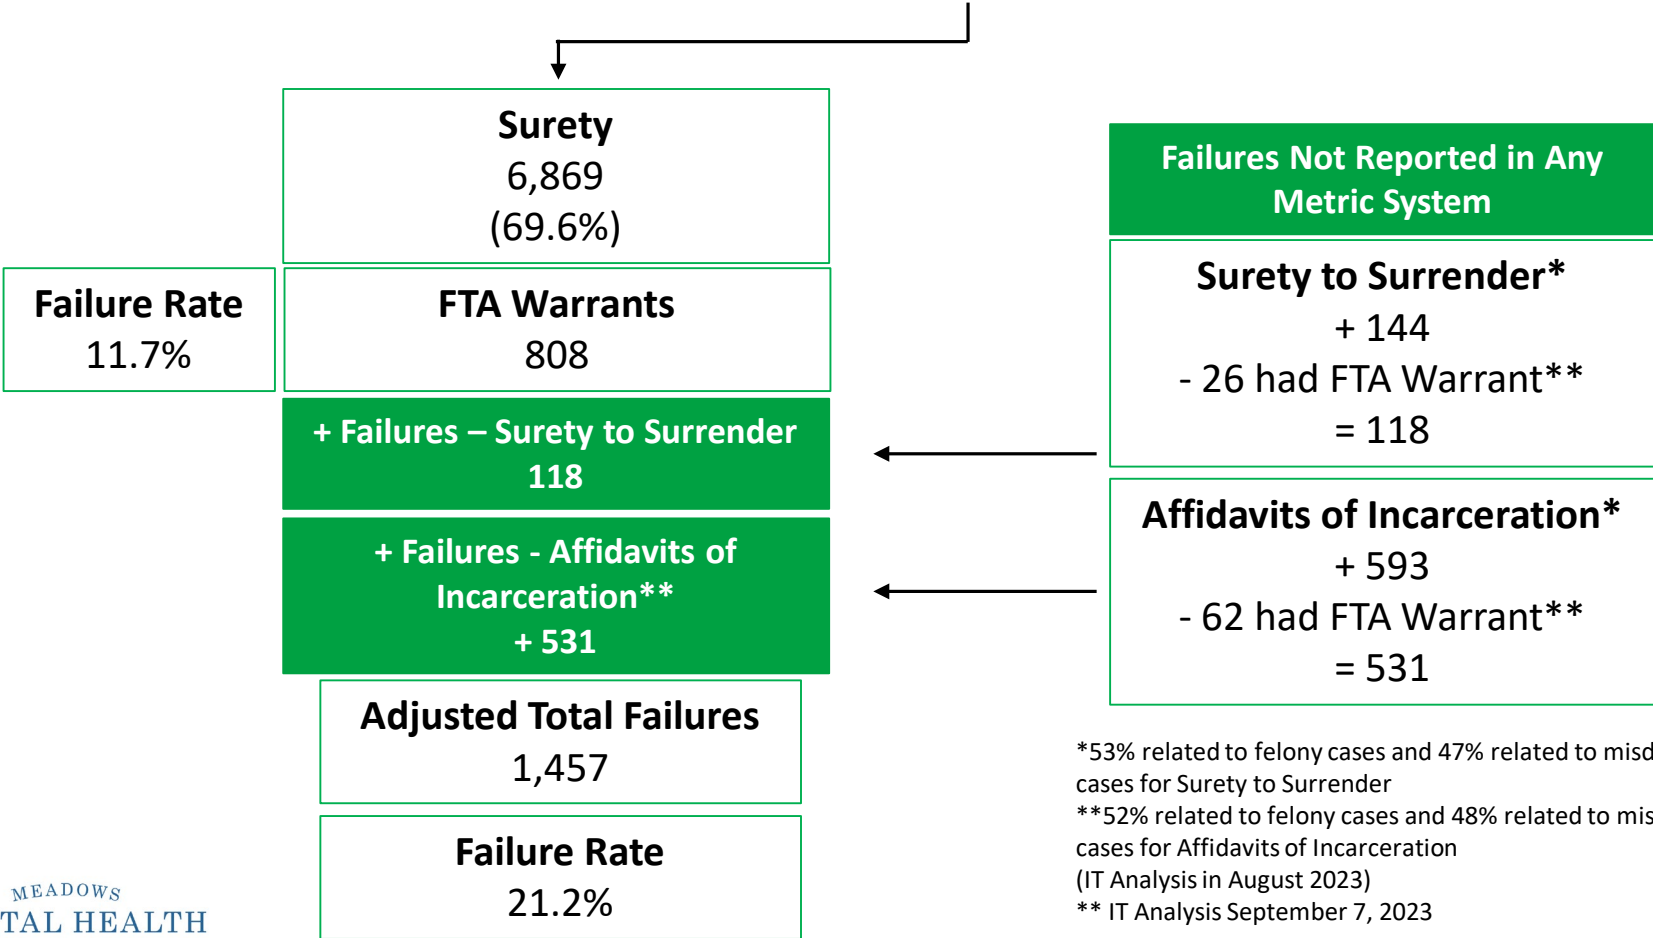 Surety
6,869
(69.6%)
Failure Rate
11.7%
FTA Warrants
808
+ Failures – Surety to Surrender
118
+ Failures - Affidavits of
Incarceration**
+ 531
Adjusted Total Failures
1,457
Failure Rate
21.2%
Failures Not Reported in Any
Metric System
Surety to Surrender*
+ 144
- 26 had FTA Warrant**
= 118
Affidavits of Incarceration*
+ 593
- 62 had FTA Warrant**
= 531
*53% related to felony cases and 47% related to misd
cases for Surety to Surrender
**52% related to felony cases and 48% related to mis
cases for Affidavits of Incarceration
(IT Analysis in August 2023)
** IT Analysis September 7, 2023
MEADOWS
TAL HEALTH